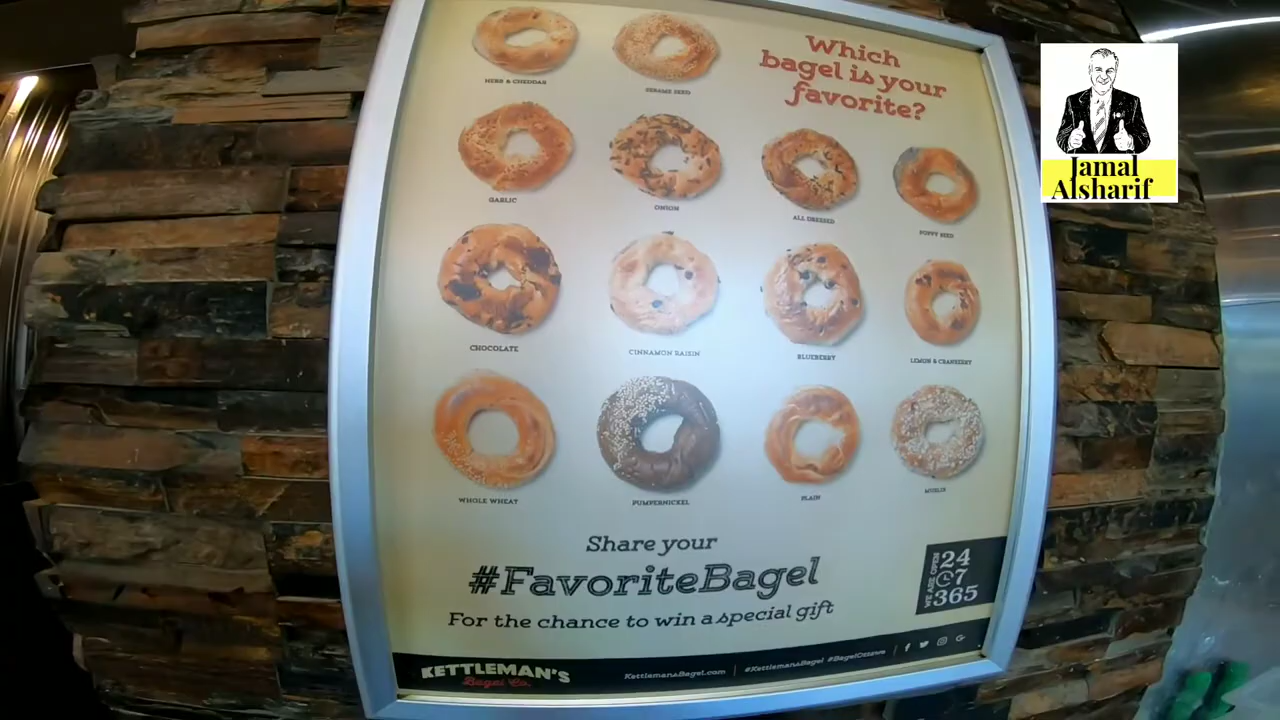 Which
bagel is your
favorite?
HERB & CHEDDAR
SESAME SEED
GARLIC
ONION
ALL DRESSED
POPPY SEED
CHOCOLATE
CINNAMON RAISIN
BLUEBERRY
LEMON & CRANBERRY
WHOLE WHEAT
PUMPERNICKEL
PLAIN
MUSLIX
Share your
#FavoriteBagel
For the chance to win a special gift
WE ARE OPEN
24
7
365
KETTLEMAN'S
Bagel Co.
KettlemansBagel.com
#KettlemansBagel #BagelOttawa
Jamal
Alsharif